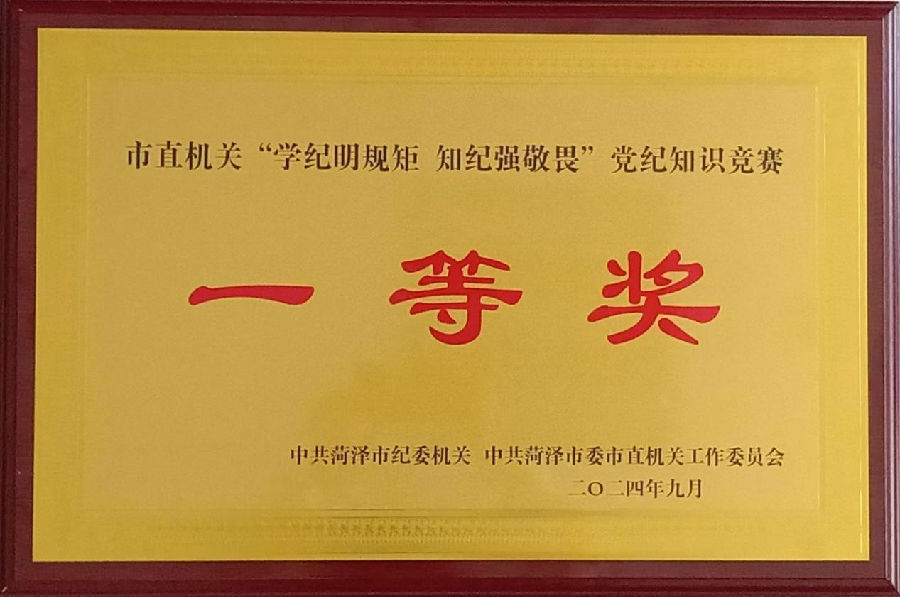 市直机关“学纪明规矩 知纪强敬畏”党纪知识竞赛
一等奖
中共菏泽市纪委机关 中共菏泽市委市直机关工作委员会
二〇二四年九月